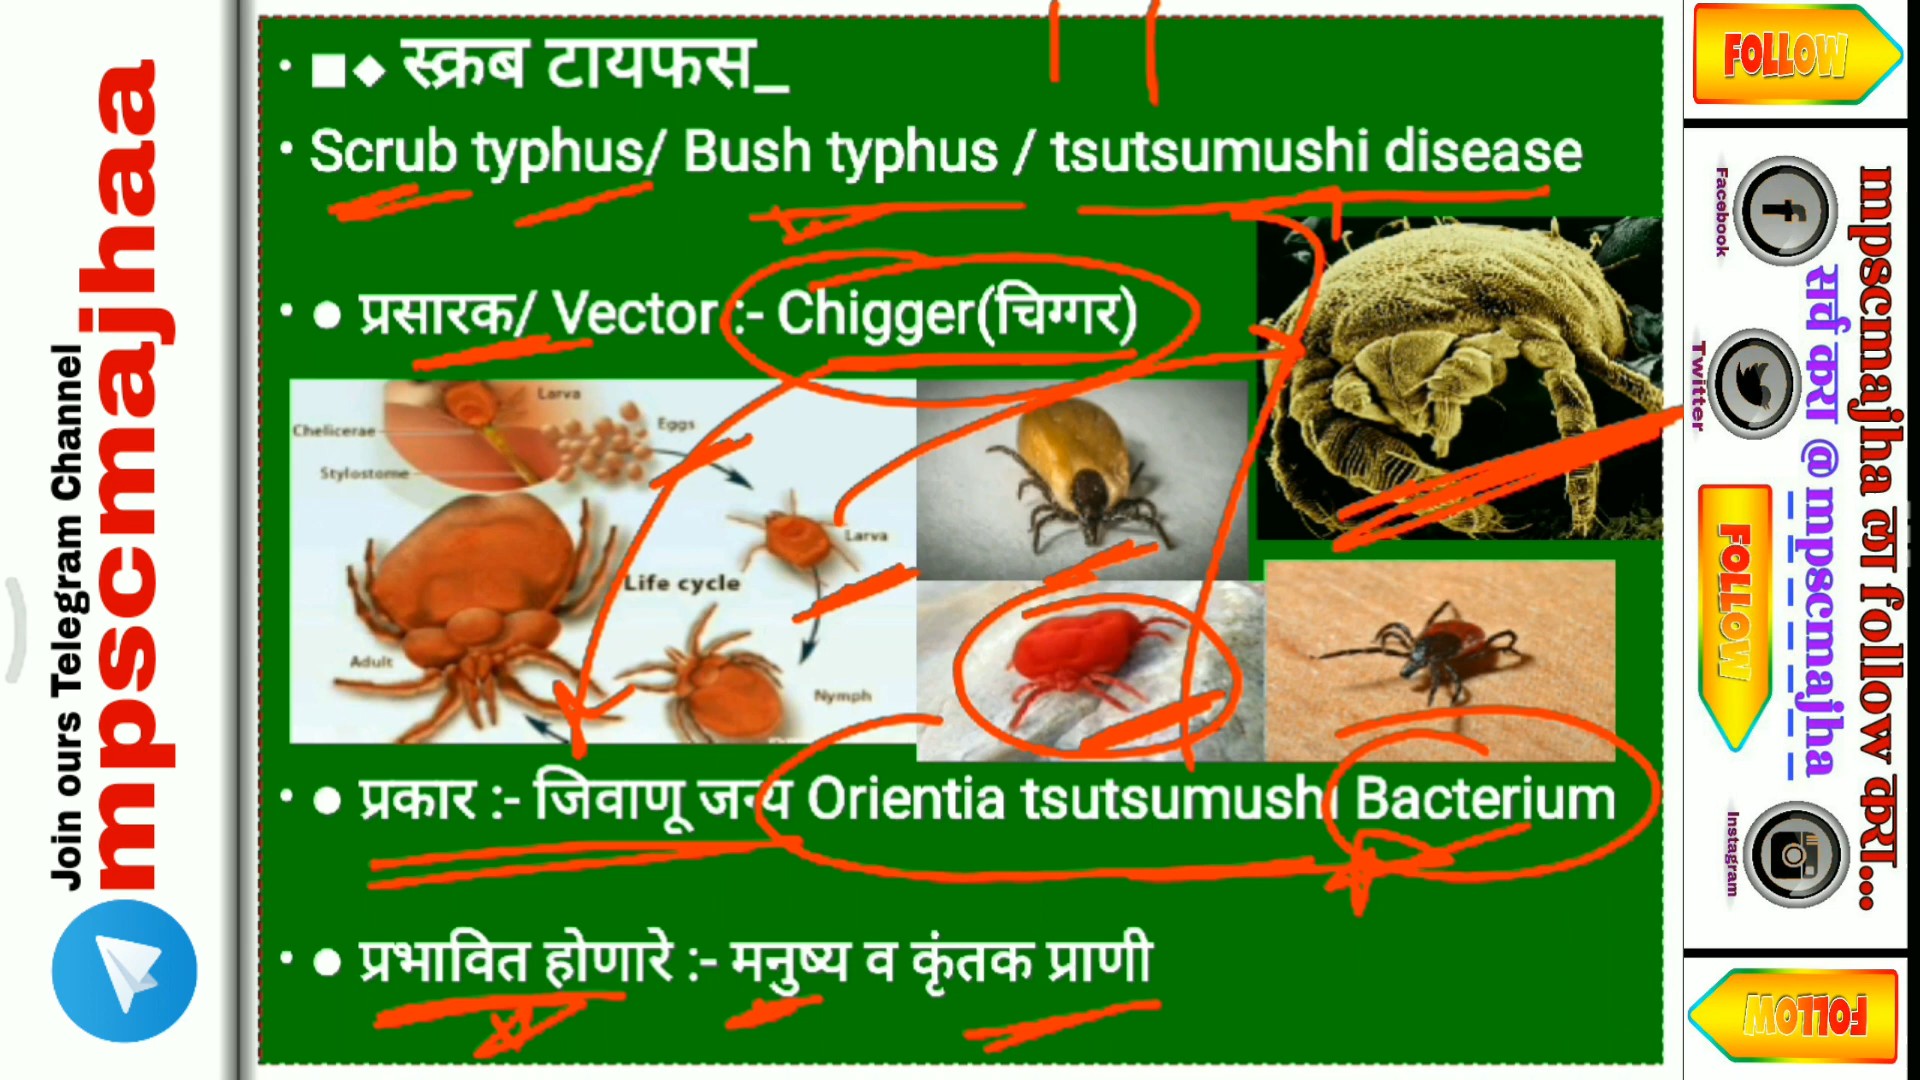 Join ours Telegram Channel
mpscmajhaa
■◆ स्क्रब टायफस_
Scrub typhus/ Bush typhus / tsutsumushi disease
● प्रसारक/ Vector :- Chigger(चिग्गर)
Larva
Chelicerae
Eggs
Stylostome
Larva
Life cycle
Adult
Nymph
● प्रकार :- जिवाणू जन्य Orientia tsutsumushi Bacterium
● प्रभावित होणारे :- मनुष्य व कृंतक प्राणी
FOLLOW
mpscmajha ला follow करा...
सर्व करा @mpscmajha
Facebook
Twitter
Instagram
FOLLOW
FOLLOW